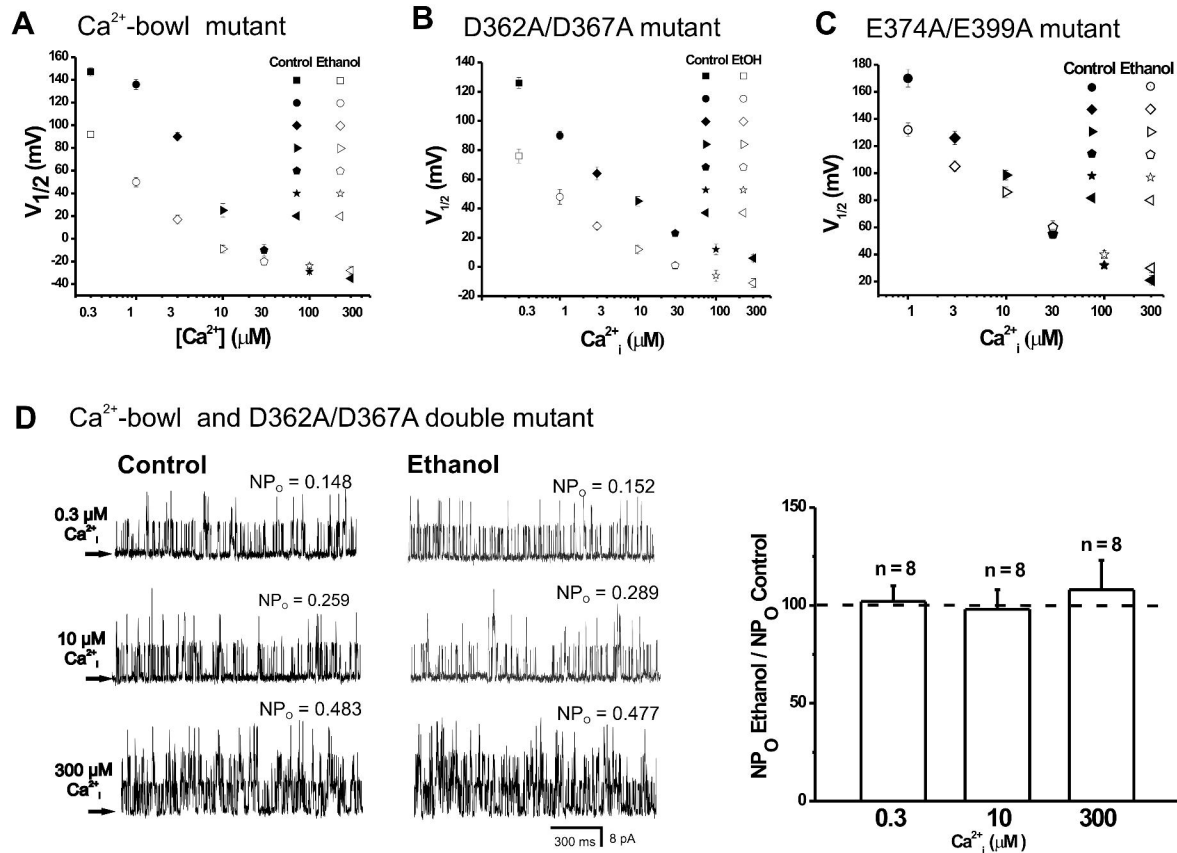 A Ca²⁺-bowl mutant
Control Ethanol
160
140
120
100
80
60
40
20
0
-20
-40
V1/2 (mV)
0.3 1 3 10 30 100 300
[Ca²⁺] (μM)
B D362A/D367A mutant
Control EtOH
140
120
100
80
60
40
20
0
-20
V1/2 (mV)
0.3 1 3 10 30 100 300
Ca²⁺i (μM)
C E374A/E399A mutant
Control Ethanol
180
160
140
120
100
80
60
40
20
V1/2 (mV)
1 3 10 30 100 300
Ca²⁺i (μM)
D Ca²⁺-bowl and D362A/D367A double mutant
Control Ethanol
0.3 μM
Ca²⁺I
NPO = 0.148
NPO = 0.152
10 μM
Ca²⁺I
NPO = 0.259
NPO = 0.289
300 μM
Ca²⁺I
NPO = 0.483
NPO = 0.477
300 ms
8 pA
NPO Ethanol / NPO Control
150
100
50
0
n = 8
n = 8
n = 8
0.3 10 300
Ca²⁺i (μM)